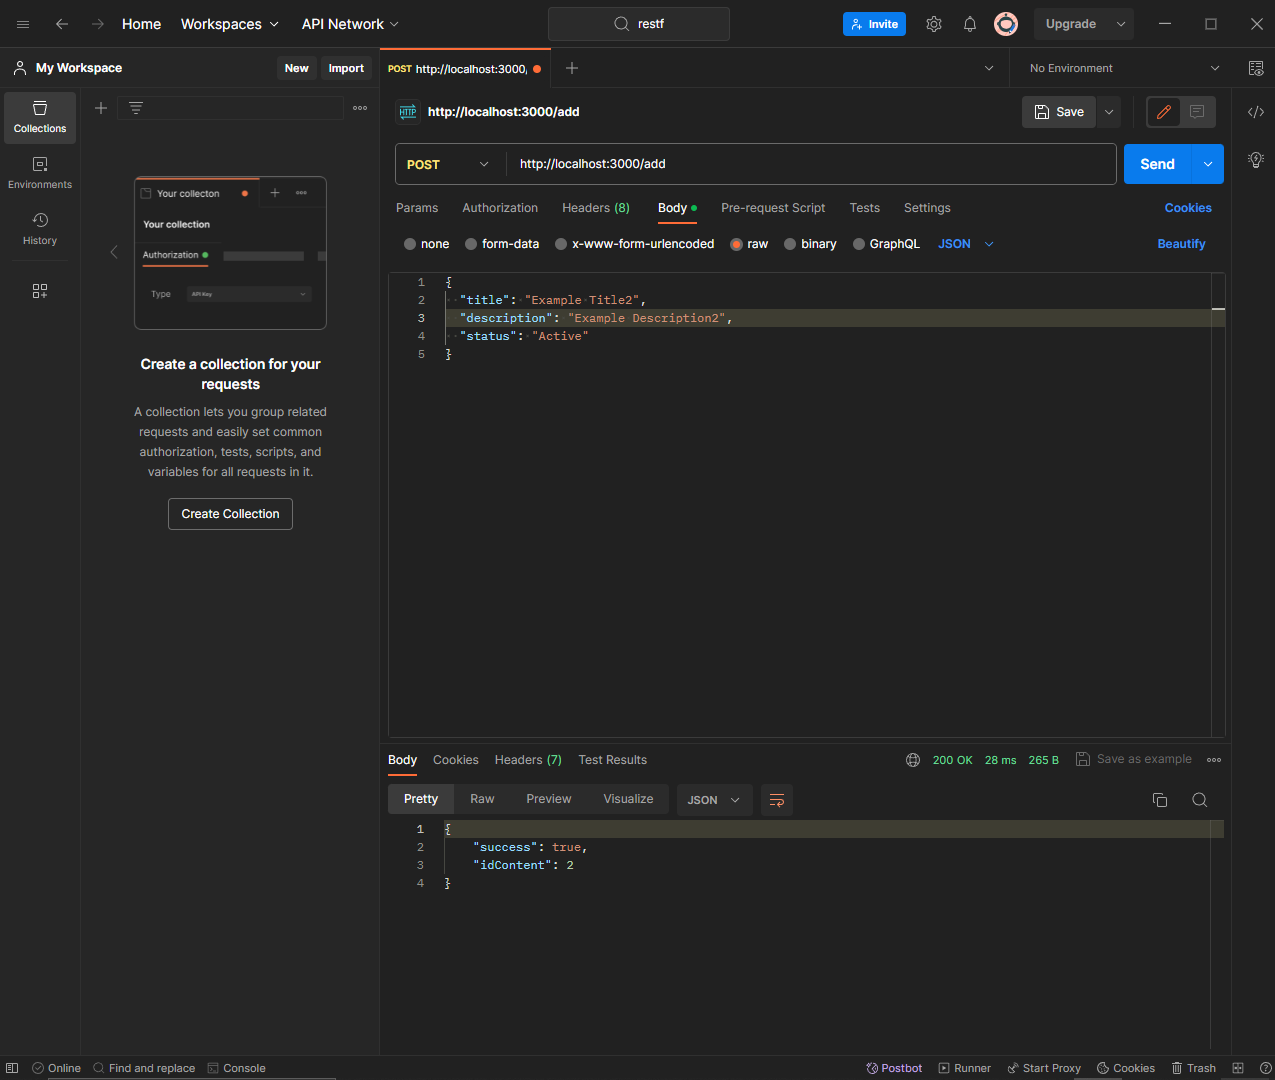 Home
Workspaces
API Network
restf
Invite
Upgrade
My Workspace
New
Import
POST http://localhost:3000/
No Environment
Collections
Environments
History
Your collecton
Your collection
Authorization
Type
API Key
Create a collection for your
requests
A collection lets you group related
requests and easily set common
authorization, tests, scripts, and
variables for all requests in it.
Create Collection
HTTP
http://localhost:3000/add
Save
POST
http://localhost:3000/add
Send
Params
Authorization
Headers (8)
Body
Pre-request Script
Tests
Settings
Cookies
none
form-data
x-www-form-urlencoded
raw
binary
GraphQL
JSON
Beautify
1 {
2 "title": "Example Title2",
3 "description": "Example Description2",
4 "status": "Active"
5 }
Body
Cookies
Headers (7)
Test Results
200 OK
28 ms
265 B
Save as example
Pretty
Raw
Preview
Visualize
JSON
1 {
2 "success": true,
3 "idContent": 2
4 }
Online
Find and replace
Console
Postbot
Runner
Start Proxy
Cookies
Trash